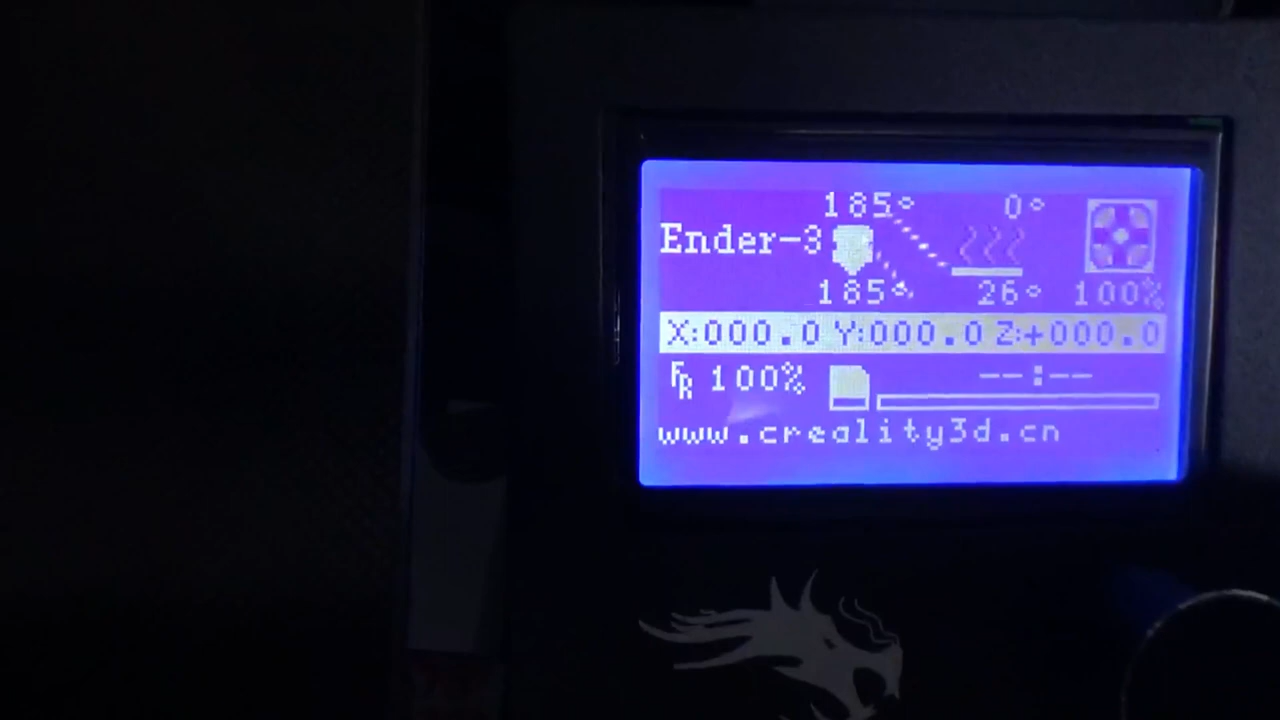 185° 0°
Ender-3
185° 26° 100%
X:000.0 Y:000.0 Z:+000.0
FR 100% --:--
www.creality3d.cn